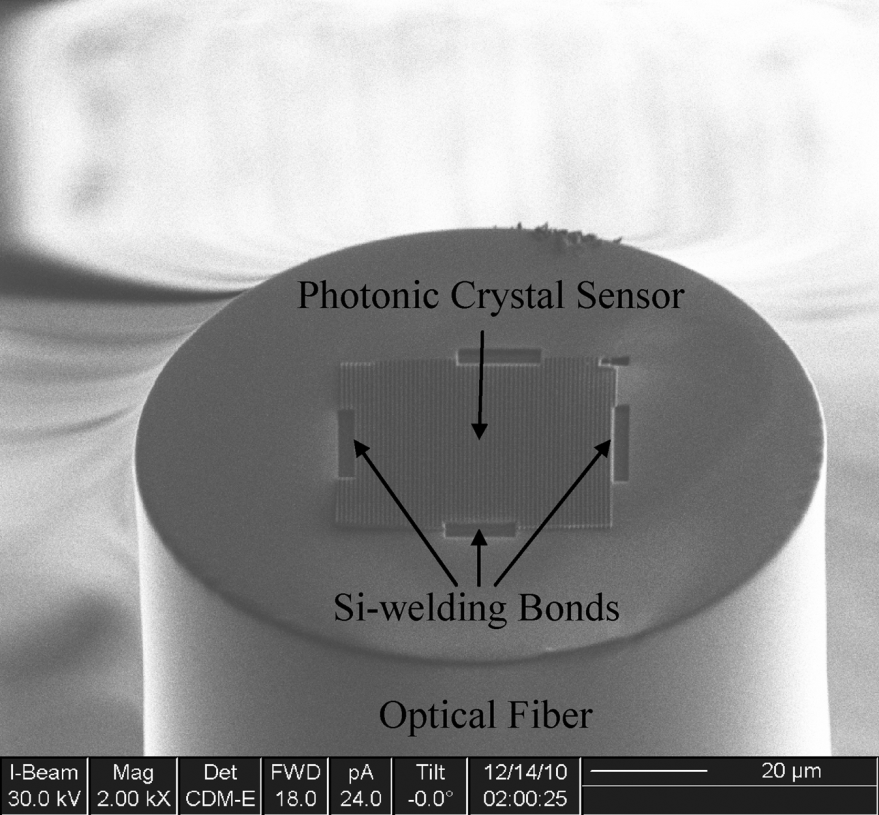 Photonic Crystal Sensor
Si-welding Bonds
Optical Fiber
I-Beam Mag Det FWD pA Tilt 12/14/10 20 µm
30.0 kV 2.00 kX CDM-E 18.0 24.0 -0.0° 02:00:25